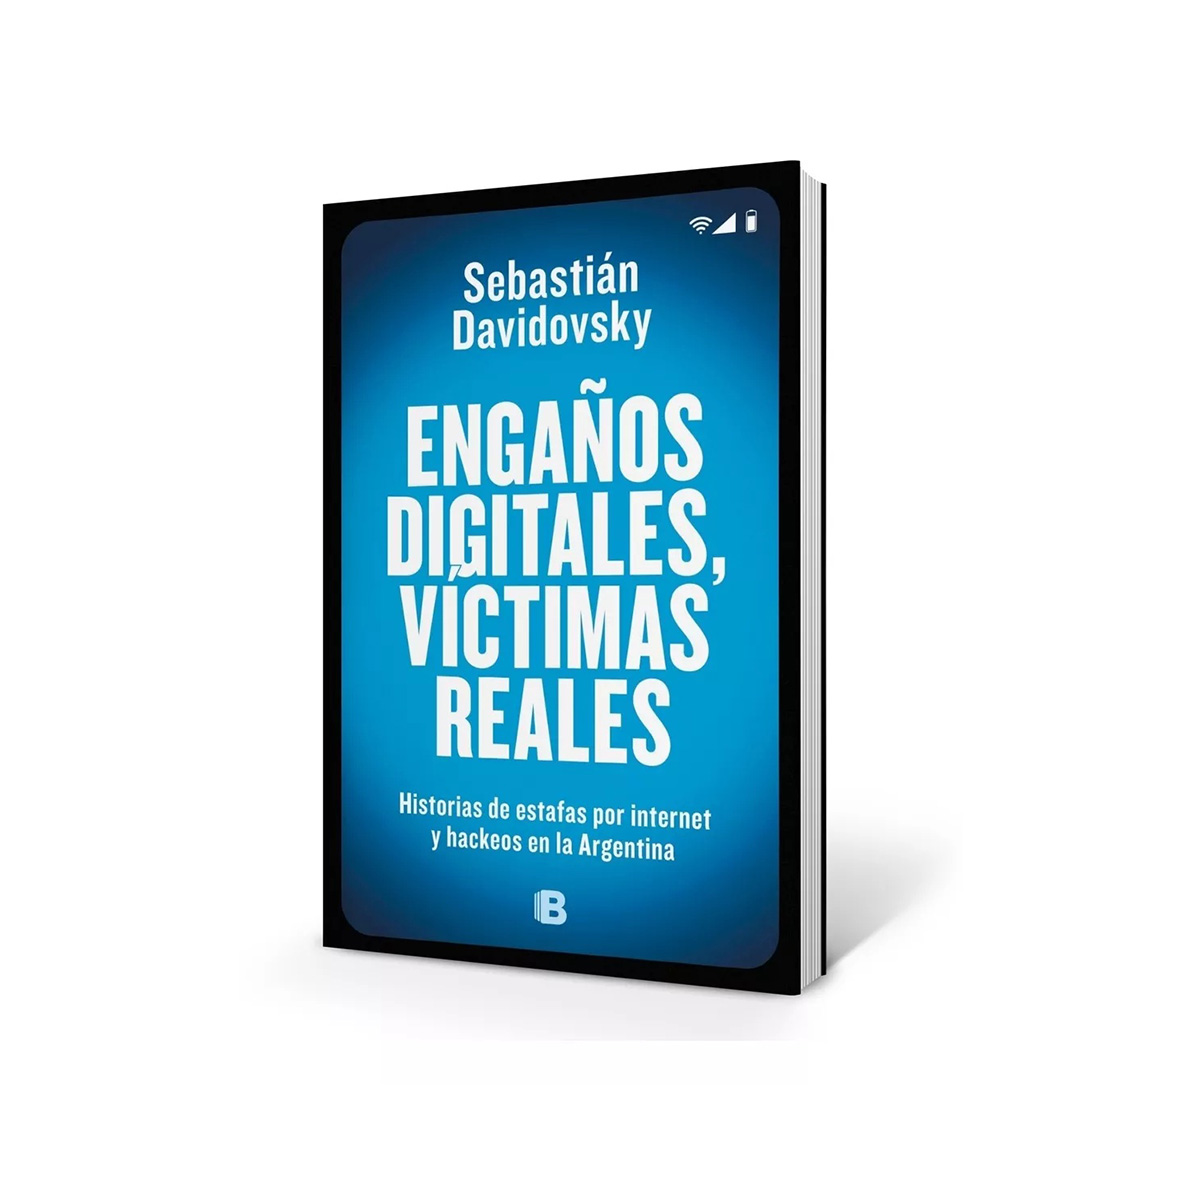 Sebastián
Davidovsky
ENGAÑOS
DIGITALES,
VÍCTIMAS
REALES
Historias de estafas por internet
y hackeos en la Argentina
B